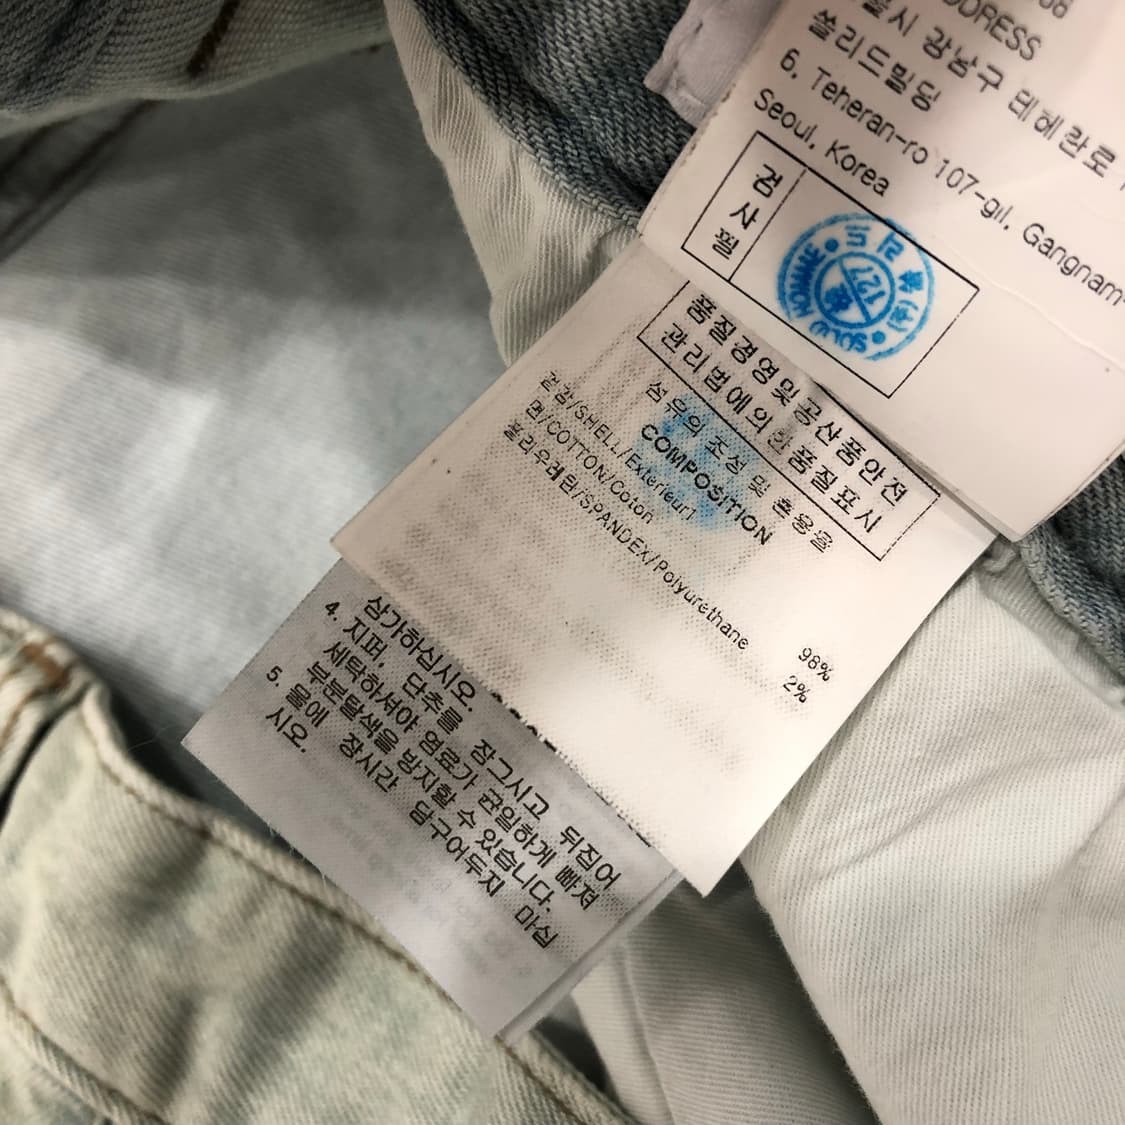 DRESS
시 강남구 테헤란로
쏠리드빌딩
6, Teheran-ro 107-gil, Gangnam-
Seoul, Korea
검사필
127
품질경영및공산품안전
관리법에의한품질표시
섬유의 조성 및 혼용율
COMPOSITION
겉감/SHELL/Exterieur1
면/COTTON/Coton 98%
폴리우레탄/SPANDEX/Polyurethane 2%
삼가하십시오.
4. 지퍼, 단추를 잠그시고 뒤집어
세탁하셔야 염료가 균일하게 빠져
부분탈색을 방지할 수 있습니다.
5. 물에 장시간 담구어두지 마십
시오.